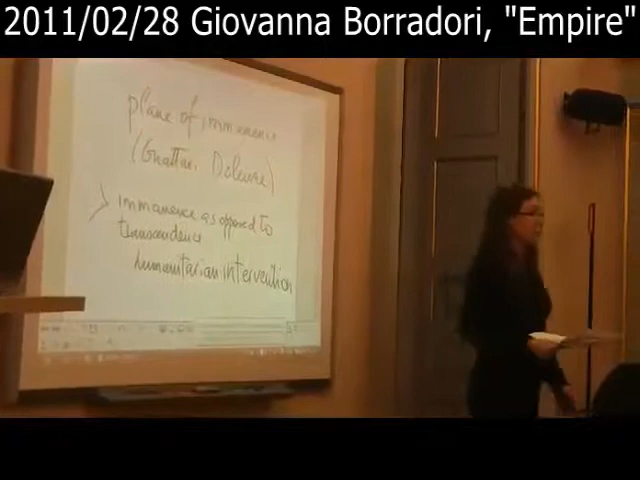 2011/02/28 Giovanna Borradori, "Empire"
plane of immanence
(Guattari, Deleuze)
> immanence as opposed to
transcendence
humanitarian intervention